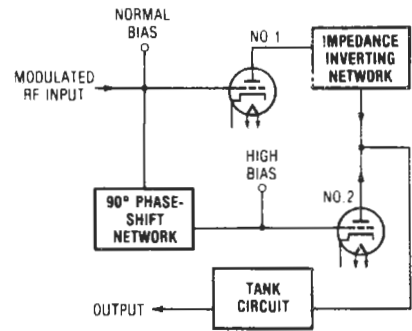 NORMAL
BIAS
NO. 1
IMPEDANCE
INVERTING
NETWORK
MODULATED
RF INPUT
HIGH
BIAS
NO. 2
90° PHASE-
SHIFT
NETWORK
TANK
CIRCUIT
OUTPUT